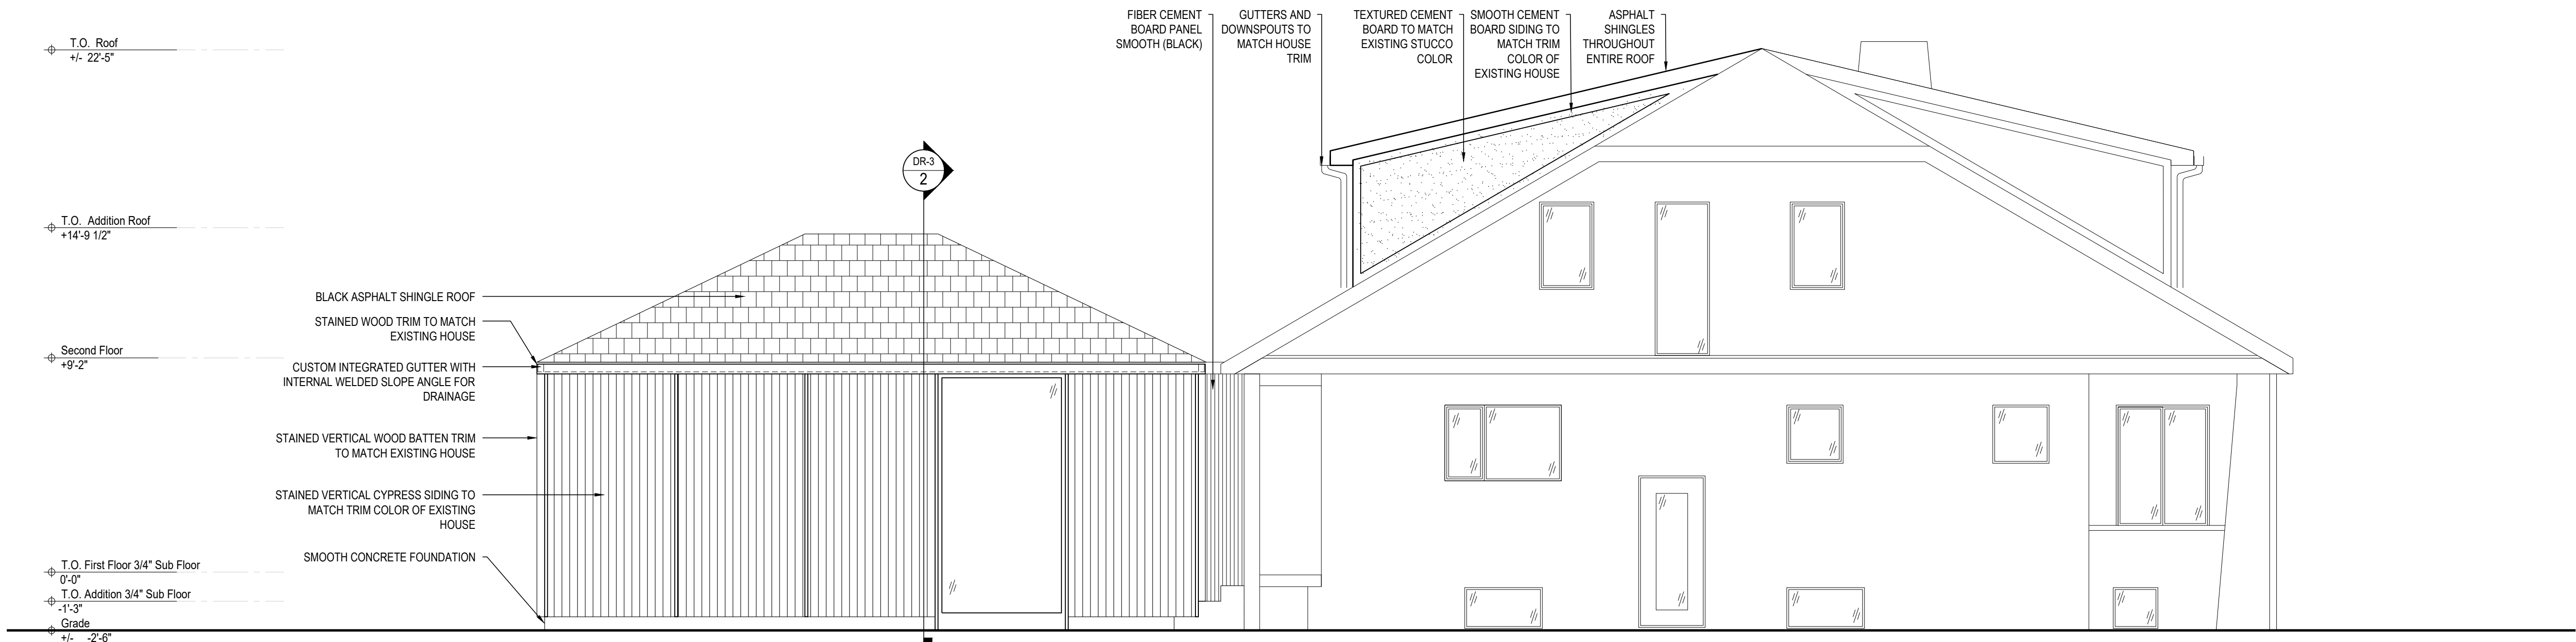 FIBER CEMENT
BOARD PANEL
SMOOTH (BLACK)
GUTTERS AND
DOWNSPOUTS TO
MATCH HOUSE
TRIM
TEXTURED CEMENT
BOARD TO MATCH
EXISTING STUCCO
COLOR
SMOOTH CEMENT
BOARD SIDING TO
MATCH TRIM
COLOR OF
EXISTING HOUSE
ASPHALT
SHINGLES
THROUGHOUT
ENTIRE ROOF
T.O. Roof
+/- 22'-5"
DR-3
2
T.O. Addition Roof
+14'-9 1/2"
BLACK ASPHALT SHINGLE ROOF
STAINED WOOD TRIM TO MATCH
EXISTING HOUSE
Second Floor
+9'-2"
CUSTOM INTEGRATED GUTTER WITH
INTERNAL WELDED SLOPE ANGLE FOR
DRAINAGE
STAINED VERTICAL WOOD BATTEN TRIM
TO MATCH EXISTING HOUSE
STAINED VERTICAL CYPRESS SIDING TO
MATCH TRIM COLOR OF EXISTING
HOUSE
SMOOTH CONCRETE FOUNDATION
T.O. First Floor 3/4" Sub Floor
0'-0"
T.O. Addition 3/4" Sub Floor
-1'-3"
Grade
+/- -2'-6"